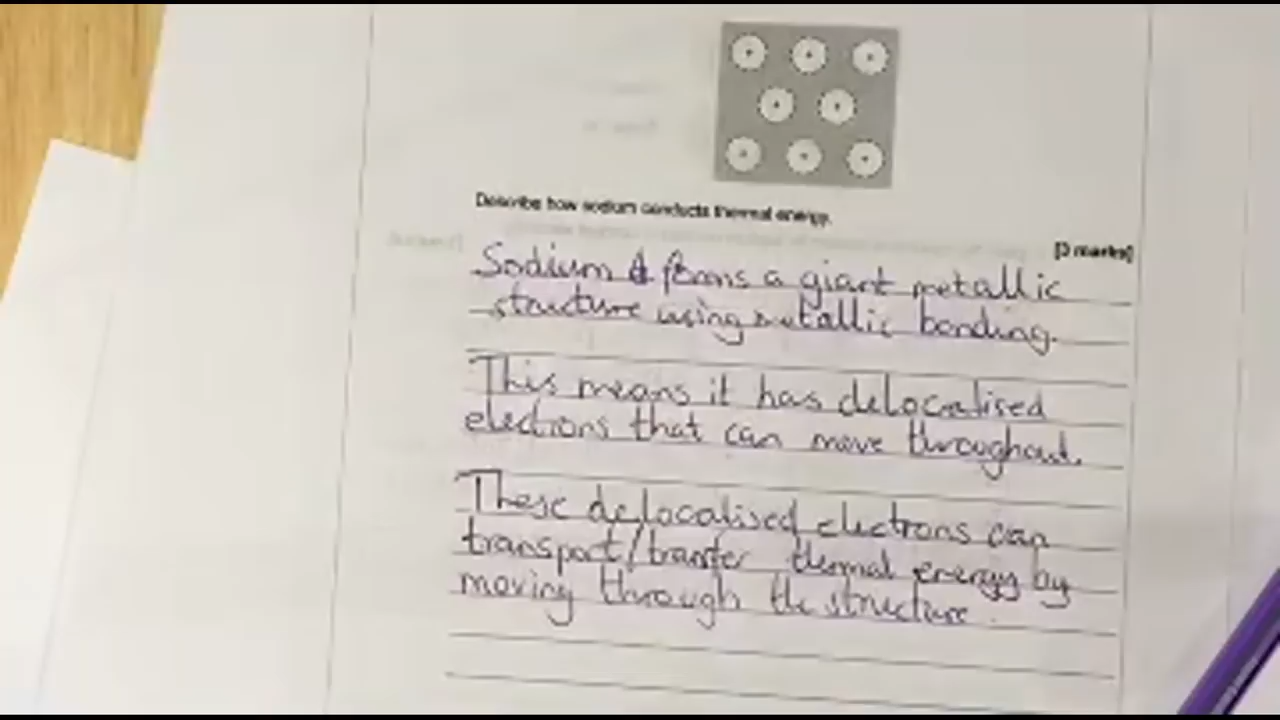 Describe how sodium conducts thermal energy.
[3 marks]
Sodium forms a giant metallic
structure using metallic bonding.
This means it has delocalised
electrons that can move throughout.
These delocalised electrons can
transport/transfer thermal energy by
moving through the structure.